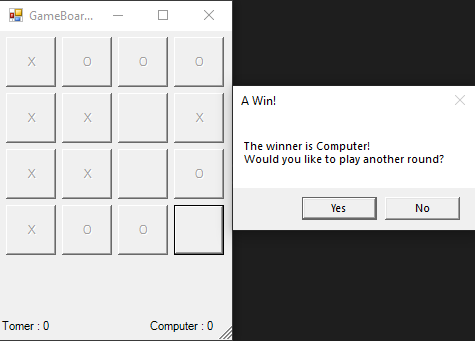 GameBoar...
A Win!
X O O O
X X X
The winner is Computer!
Would you like to play another round?
X X O
Yes No
X O O
Tomer : 0 Computer : 0